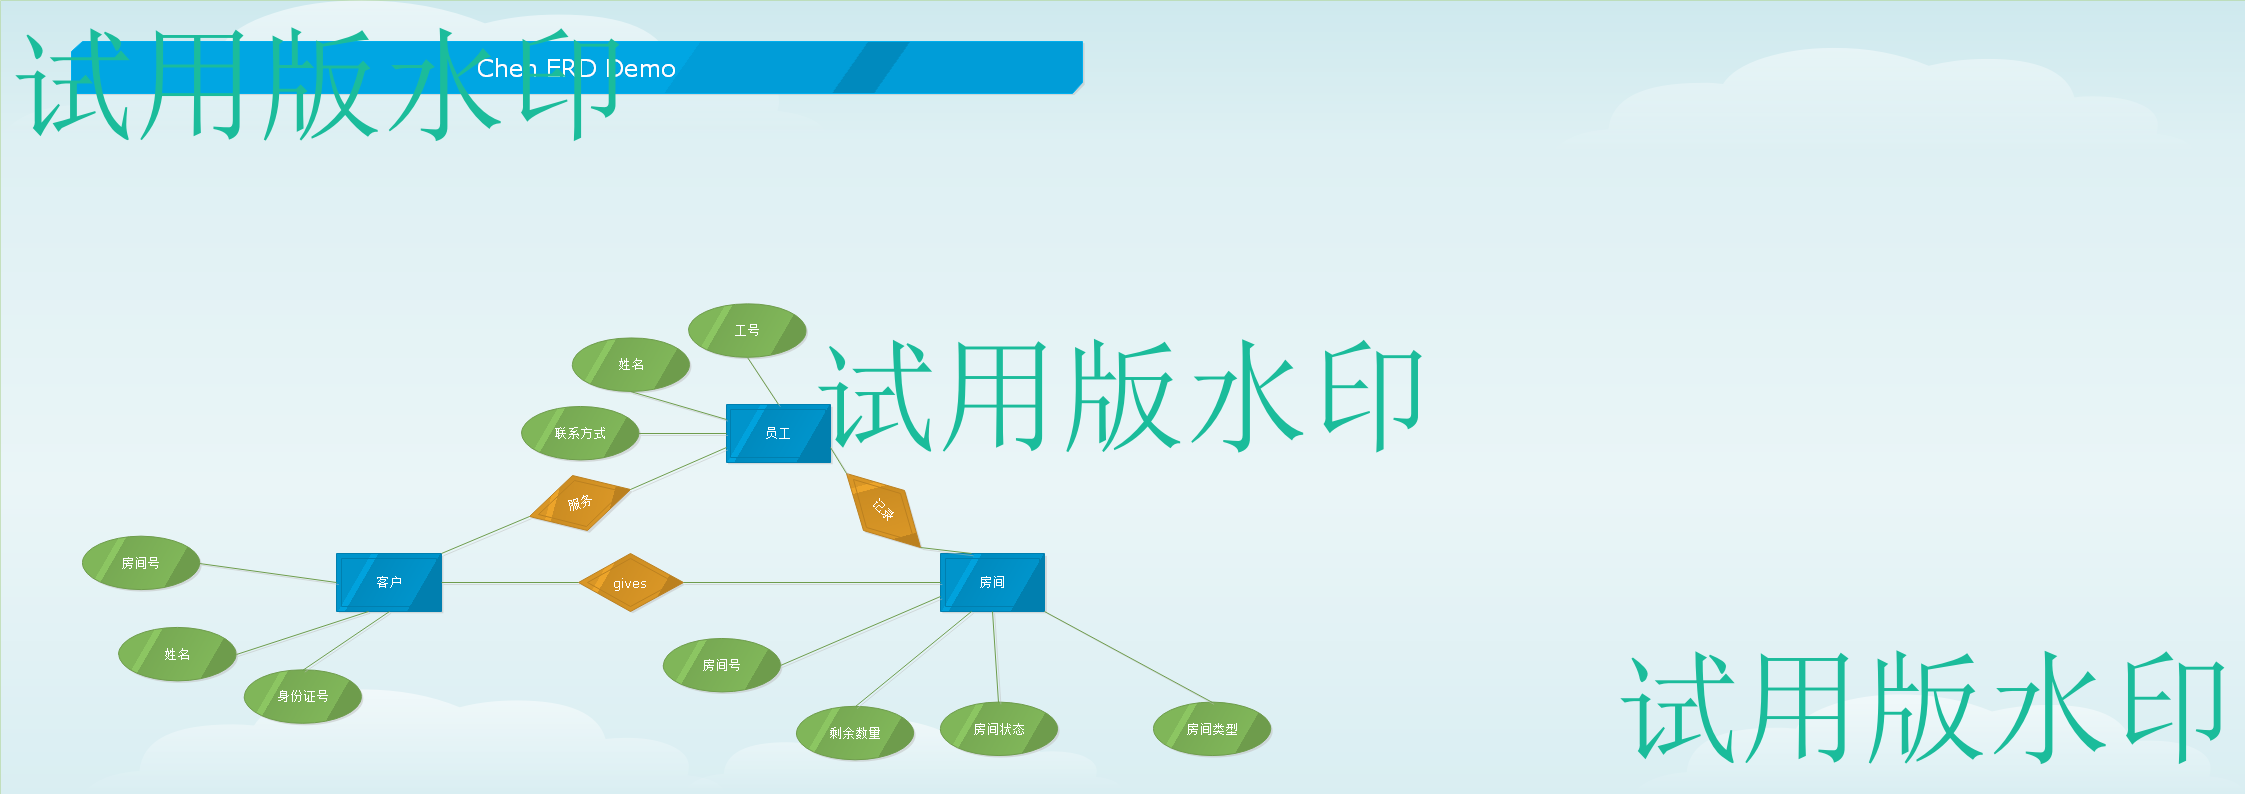 试用版水印
Chen ERD Demo
工号
姓名
试用版水印
联系方式
员工
服务
记录
房间号
客户
gives
房间
姓名
房间号
身份证号
剩余数量
房间状态
房间类型
试用版水印